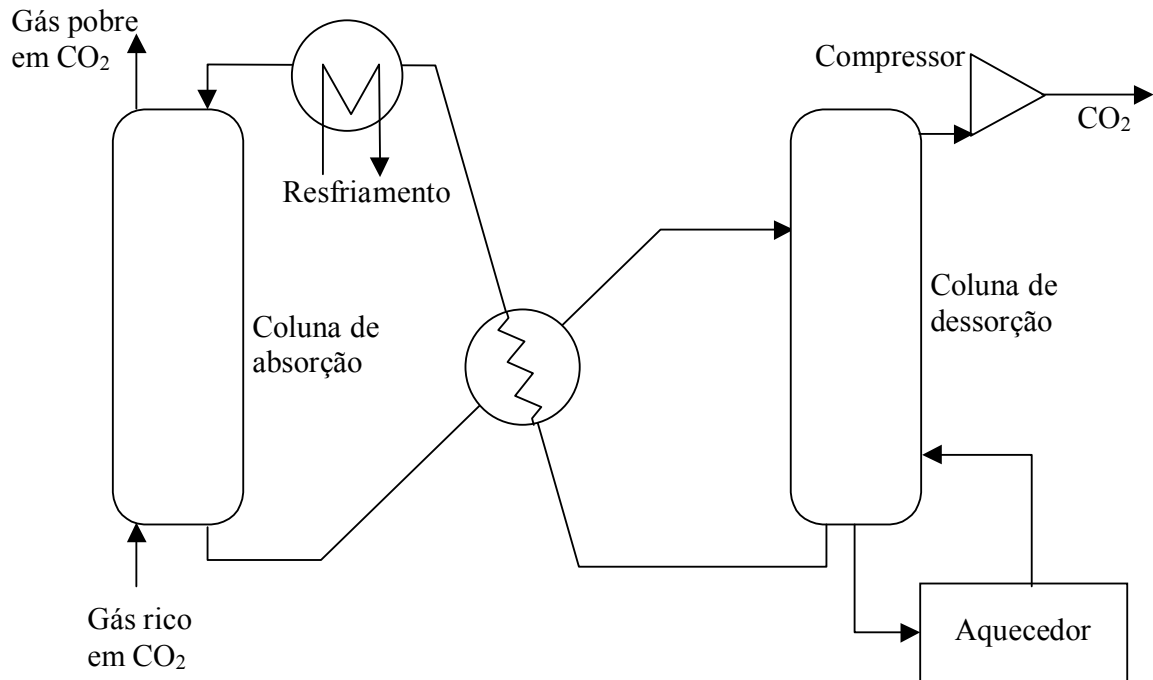 Gás pobre
em CO₂
Compressor
CO₂
Resfriamento
Coluna de
absorção
Coluna de
dessorção
Gás rico
em CO₂
Aquecedor